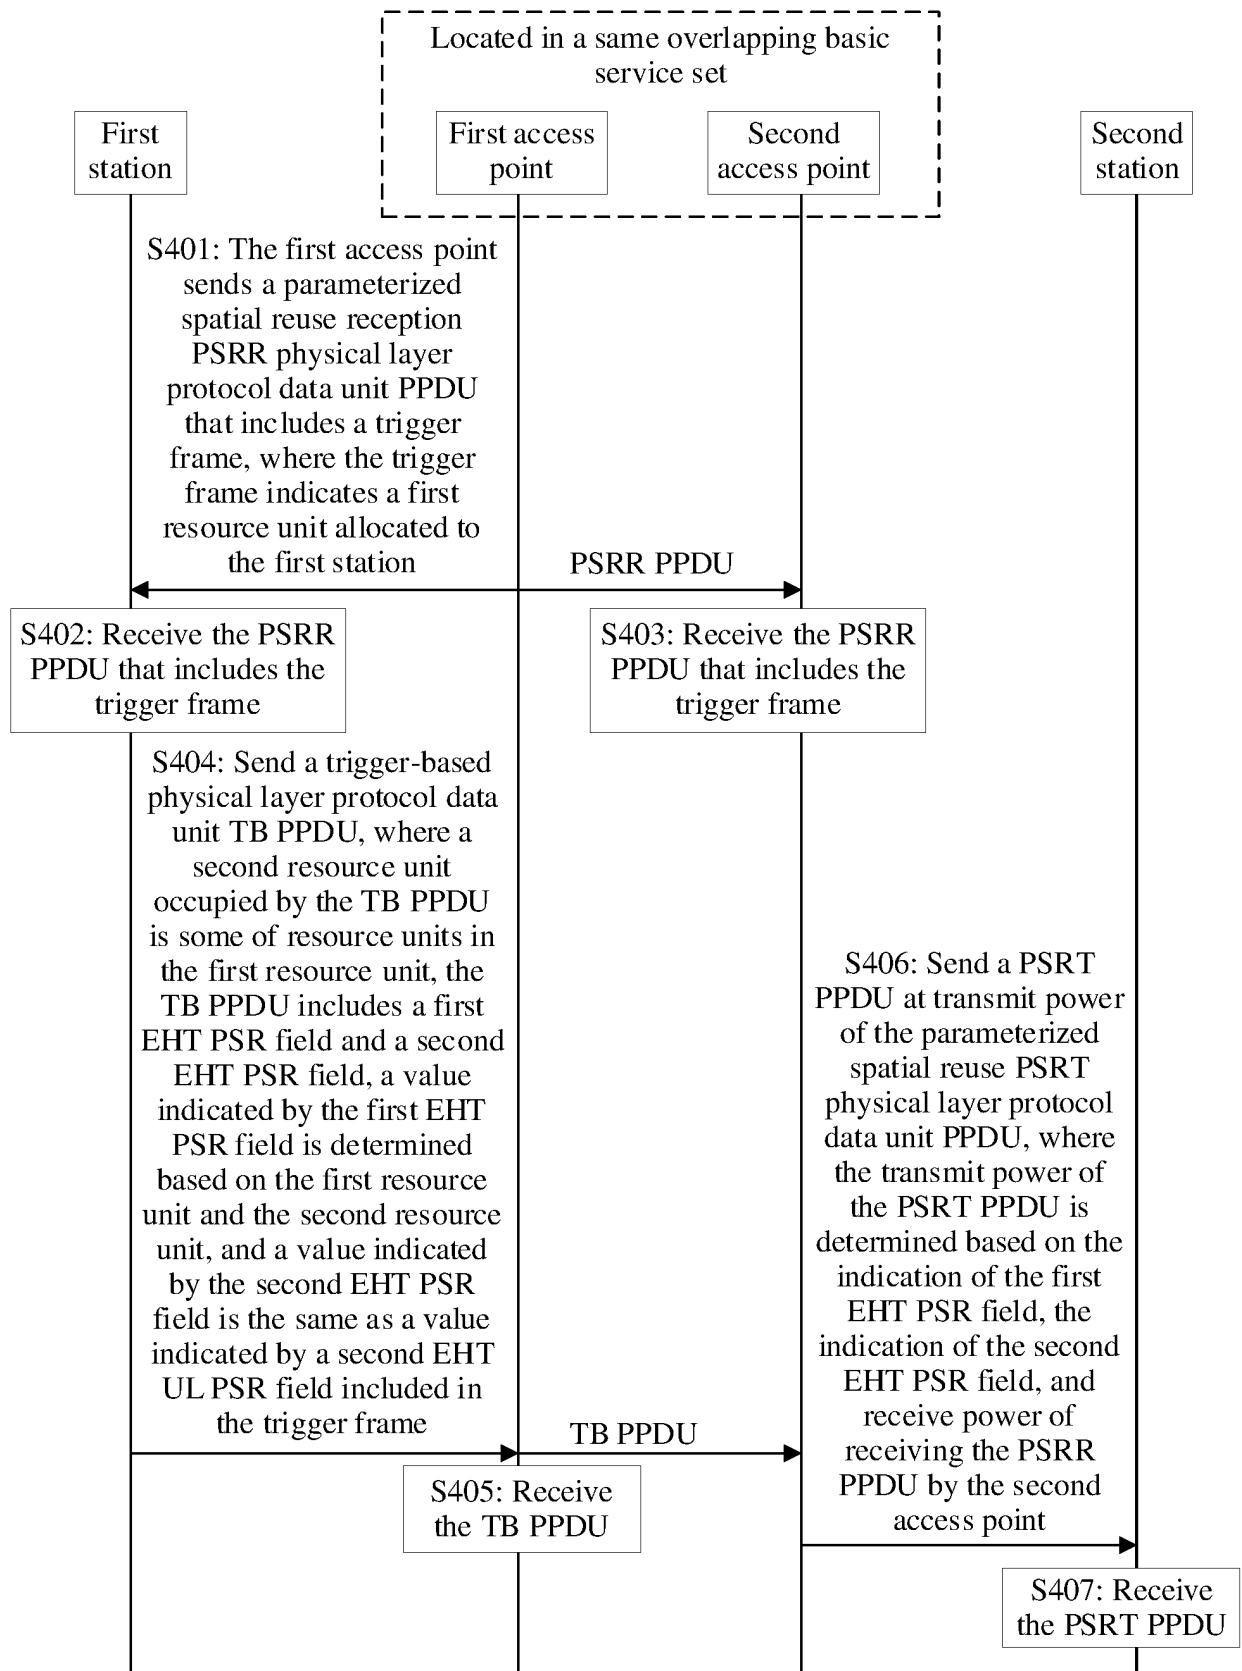 Located in a same overlapping basic
service set
First
station
First access
point
Second
access point
Second
station
S401: The first access point
sends a parameterized
spatial reuse reception
PSRR physical layer
protocol data unit PPDU
that includes a trigger
frame, where the trigger
frame indicates a first
resource unit allocated to
the first station
PSRR PPDU
S402: Receive the PSRR
PPDU that includes the
trigger frame
S403: Receive the PSRR
PPDU that includes the
trigger frame
S404: Send a trigger-based
physical layer protocol data
unit TB PPDU, where a
second resource unit
occupied by the TB PPDU
is some of resource units in
the first resource unit, the
TB PPDU includes a first
EHT PSR field and a second
EHT PSR field, a value
indicated by the first EHT
PSR field is determined
based on the first resource
unit and the second resource
unit, and a value indicated
by the second EHT PSR
field is the same as a value
indicated by a second EHT
UL PSR field included in
the trigger frame
TB PPDU
S405: Receive
the TB PPDU
S406: Send a PSRT
PPDU at transmit power
of the parameterized
spatial reuse PSRT
physical layer protocol
data unit PPDU, where
the transmit power of
the PSRT PPDU is
determined based on the
indication of the first
EHT PSR field, the
indication of the second
EHT PSR field, and
receive power of
receiving the PSRR
PPDU by the second
access point
S407: Receive
the PSRT PPDU